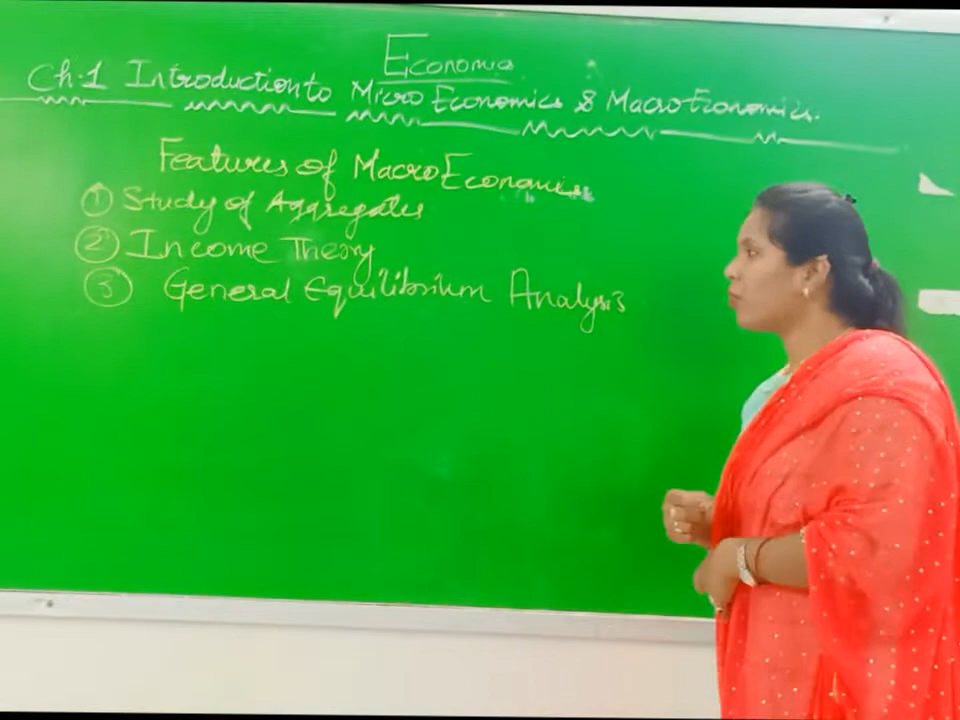 Economics
Ch.1 Introduction to Micro Economics & Macro Economics.
Features of Macro Economics
① Study of Aggregates
② Income Theory
③ General Equilibrium Analysis